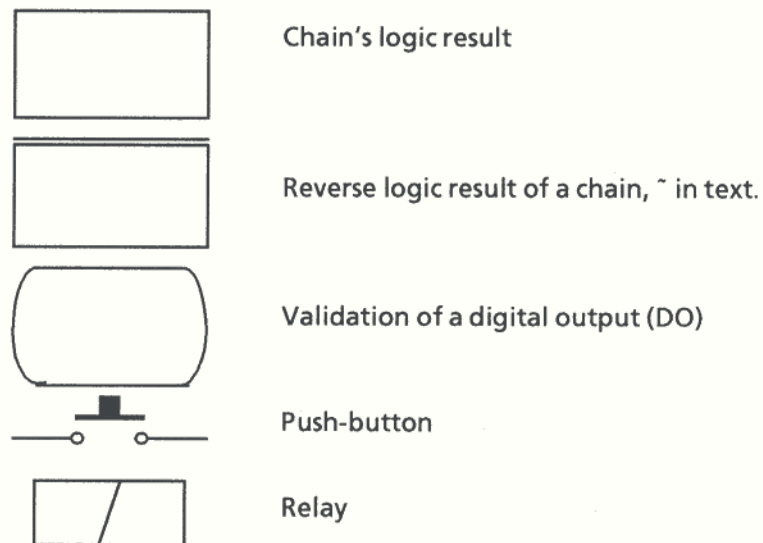 Chain's logic result
Reverse logic result of a chain, ˜ in text.
Validation of a digital output (DO)
Push-button
Relay